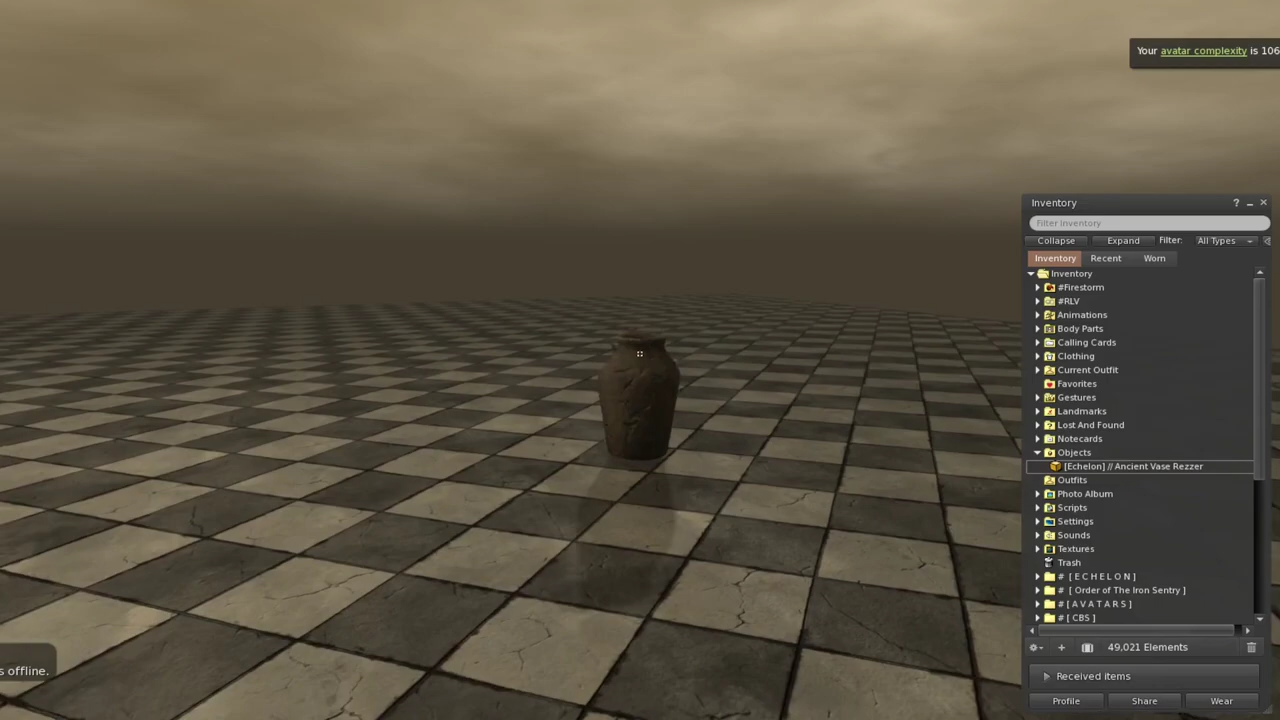 Your avatar complexity is 106
Inventory
Filter inventory
Collapse Expand Filter: All Types
Inventory Recent Worn
Inventory
#Firestorm
#RLV
Animations
Body Parts
Calling Cards
Clothing
Current Outfit
Favorites
Gestures
Landmarks
Lost And Found
Notecards
Objects
[Echelon] // Ancient Vase Rezzer
Outfits
Photo Album
Scripts
Settings
Sounds
Textures
Trash
# [ E C H E L O N ]
# [ Order of The Iron Sentry ]
# [ A V A T A R S ]
# [ CBS ]
49,021 Elements
s offline.
Received items
Profile Share Wear